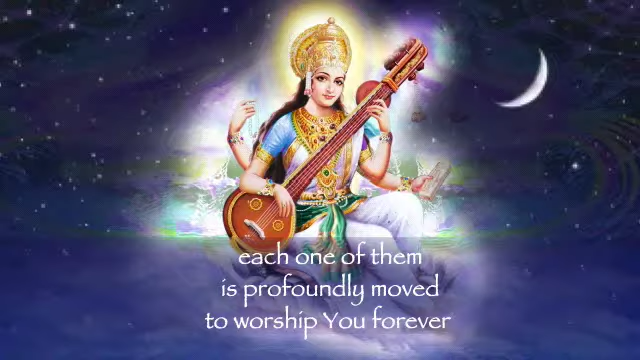 each one of them
is profoundly moved
to worship You forever